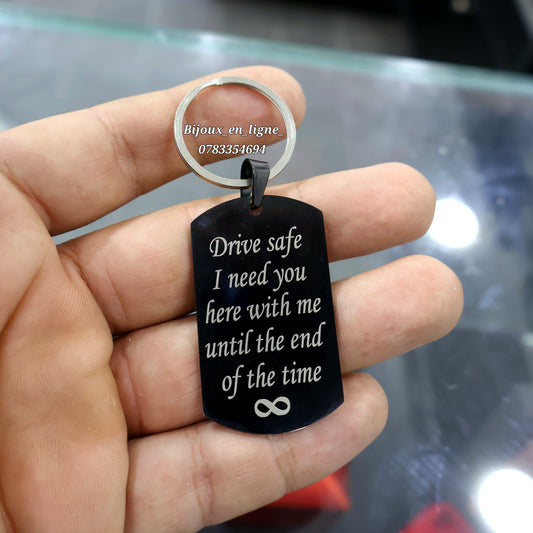 Bijoux_en_ligne_
0783354694
Drive safe
I need you
here with me
until the end
of the time
∞